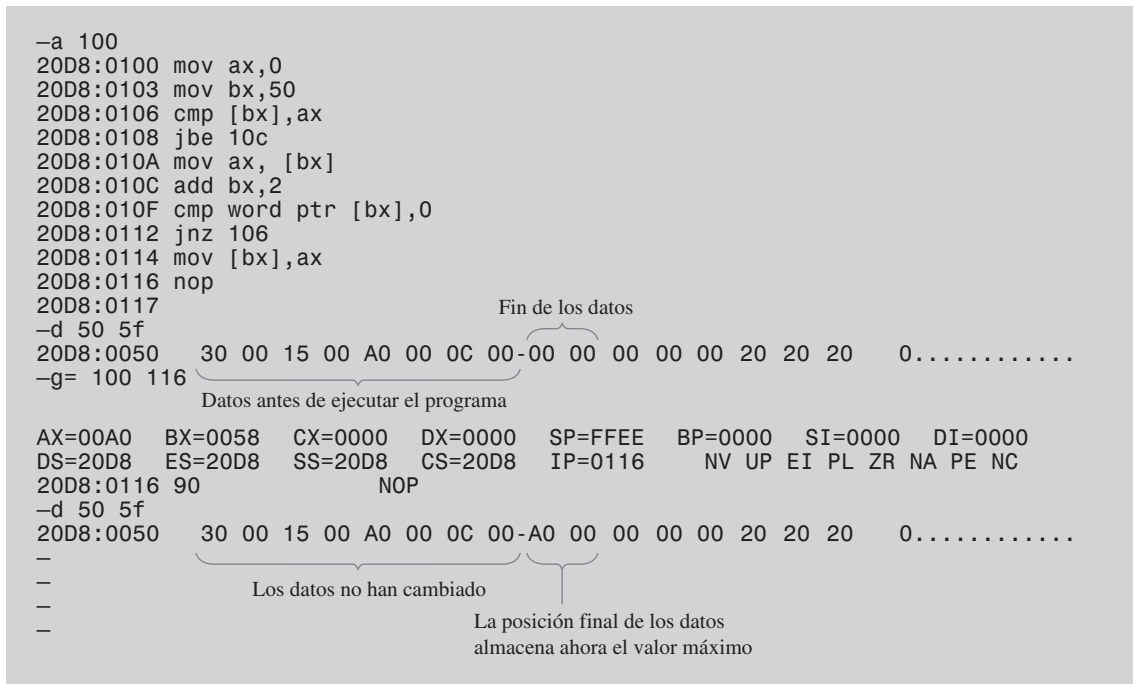 –a 100
20D8:0100 mov ax,0
20D8:0103 mov bx,50
20D8:0106 cmp [bx],ax
20D8:0108 jbe 10c
20D8:010A mov ax, [bx]
20D8:010C add bx,2
20D8:010F cmp word ptr [bx],0
20D8:0112 jnz 106
20D8:0114 mov [bx],ax
20D8:0116 nop
20D8:0117
Fin de los datos
–d 50 5f
20D8:0050 30 00 15 00 A0 00 0C 00-00 00 00 00 00 20 20 20 0............
–g= 100 116
Datos antes de ejecutar el programa
AX=00A0 BX=0058 CX=0000 DX=0000 SP=FFEE BP=0000 SI=0000 DI=0000
DS=20D8 ES=20D8 SS=20D8 CS=20D8 IP=0116 NV UP EI PL ZR NA PE NC
20D8:0116 90 NOP
–d 50 5f
20D8:0050 30 00 15 00 A0 00 0C 00-A0 00 00 00 00 20 20 20 0............
–
–
Los datos no han cambiado
–
La posición final de los datos
–
almacena ahora el valor máximo